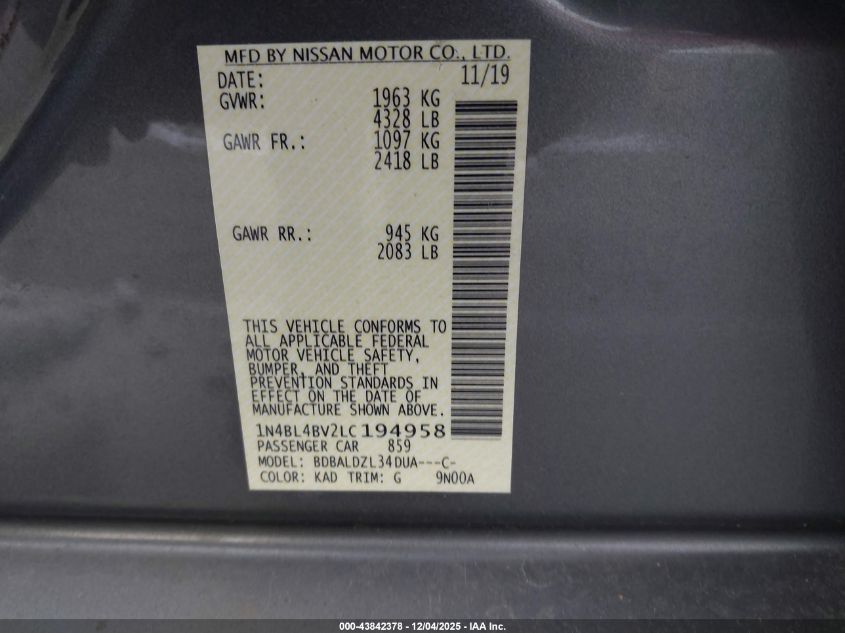 MFD BY NISSAN MOTOR CO., LTD.
DATE: 11/19
GVWR: 1963 KG
4328 LB
GAWR FR.: 1097 KG
2418 LB
GAWR RR.: 945 KG
2083 LB
THIS VEHICLE CONFORMS TO
ALL APPLICABLE FEDERAL
MOTOR VEHICLE SAFETY,
BUMPER, AND THEFT
PREVENTION STANDARDS IN
EFFECT ON THE DATE OF
MANUFACTURE SHOWN ABOVE.
1N4BL4BV2LC194958
PASSENGER CAR 859
MODEL: BDBALDZL34DUA---C-
COLOR: KAD TRIM: G 9N00A
000-43842378 - 12/04/2025 - IAA Inc.